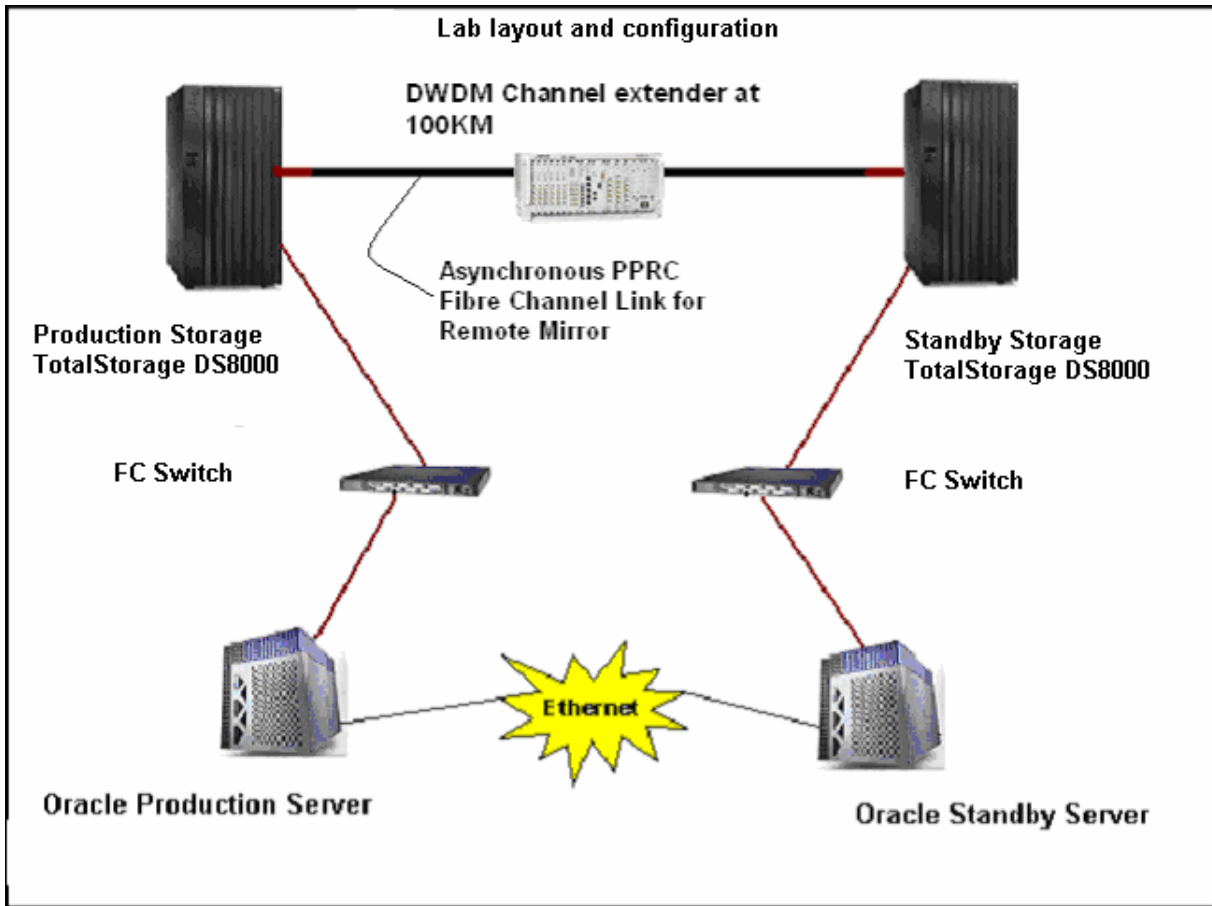 Lab layout and configuration
DWDM Channel extender at
100KM
Asynchronous PPRC
Fibre Channel Link for
Remote Mirror
Production Storage
TotalStorage DS8000
Standby Storage
TotalStorage DS8000
FC Switch
FC Switch
Ethernet
Oracle Production Server
Oracle Standby Server